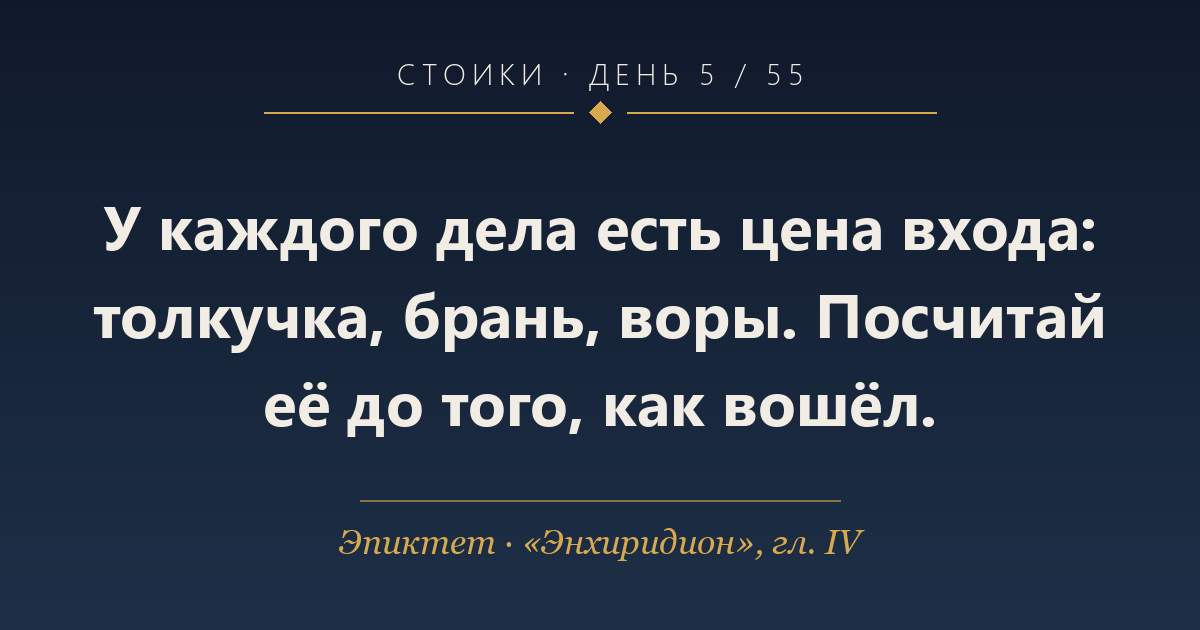 СТОИКИ · ДЕНЬ 5 / 55
У каждого дела есть цена входа:
толкучка, брань, воры. Посчитай
её до того, как вошёл.
Эпиктет · «Энхиридион», гл. IV